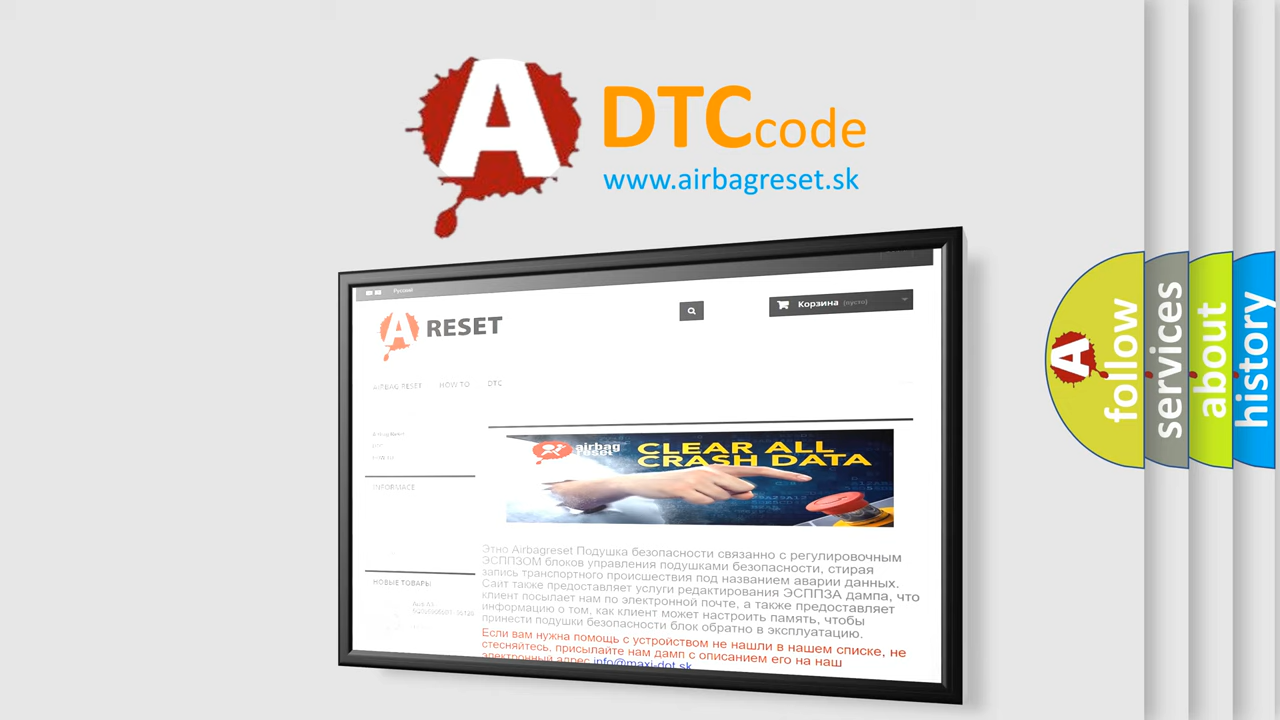 A DTCcode
www.airbagreset.sk
Русский
A RESET
Корзина (пусто)
AIRBAG RESET HOW TO DTC
INFORMACE
airbag
reset
CLEAR ALL
CRASH DATA
НОВЫЕ ТОВАРЫ
Этно Airbagreset Подушка безопасности связанно с регулировочным
ЭСППЗОМ блоков управления подушками безопасности, стирая
запись транспортного происшествия под названием аварии данных.
Сайт также предоставляет услуги редактирования ЭСППЗА дампа, что
клиент посылает нам по электронной почте, а также предоставляет
информацию о том, как клиент может настроить память, чтобы
принести подушки безопасности блок обратно в эксплуатацию.
Если вам нужна помощь с устройством не нашли в нашем списке, не
стесняйтесь, присылайте нам дамп с описанием его на наш
электронный адрес info@maxi-dot.sk
A
follow
services
about
history